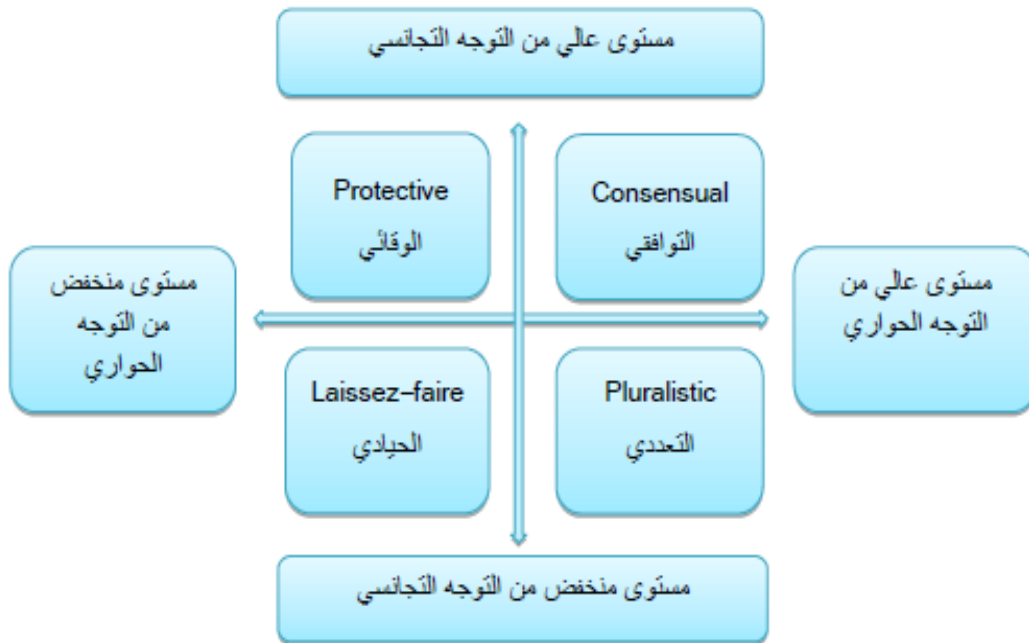 مستوى عالي من التوجه التجانسي
Protective
الوقائي
Consensual
التوافقي
مستوى منخفض
من التوجه
الحواري
مستوى عالي من
التوجه الحواري
Laissez-faire
الحيادي
Pluralistic
التعددي
مستوى منخفض من التوجه التجانسي